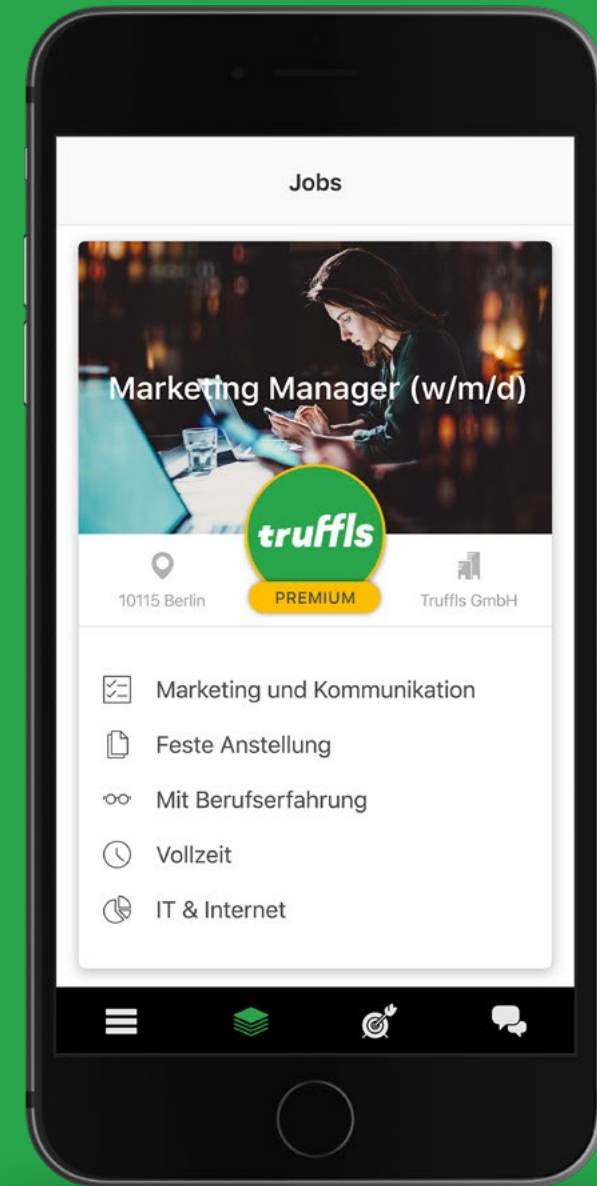 Jobs
Marketing Manager (w/m/d)
truffls
PREMIUM
10115 Berlin
Truffls GmbH
Marketing und Kommunikation
Feste Anstellung
Mit Berufserfahrung
Vollzeit
IT & Internet